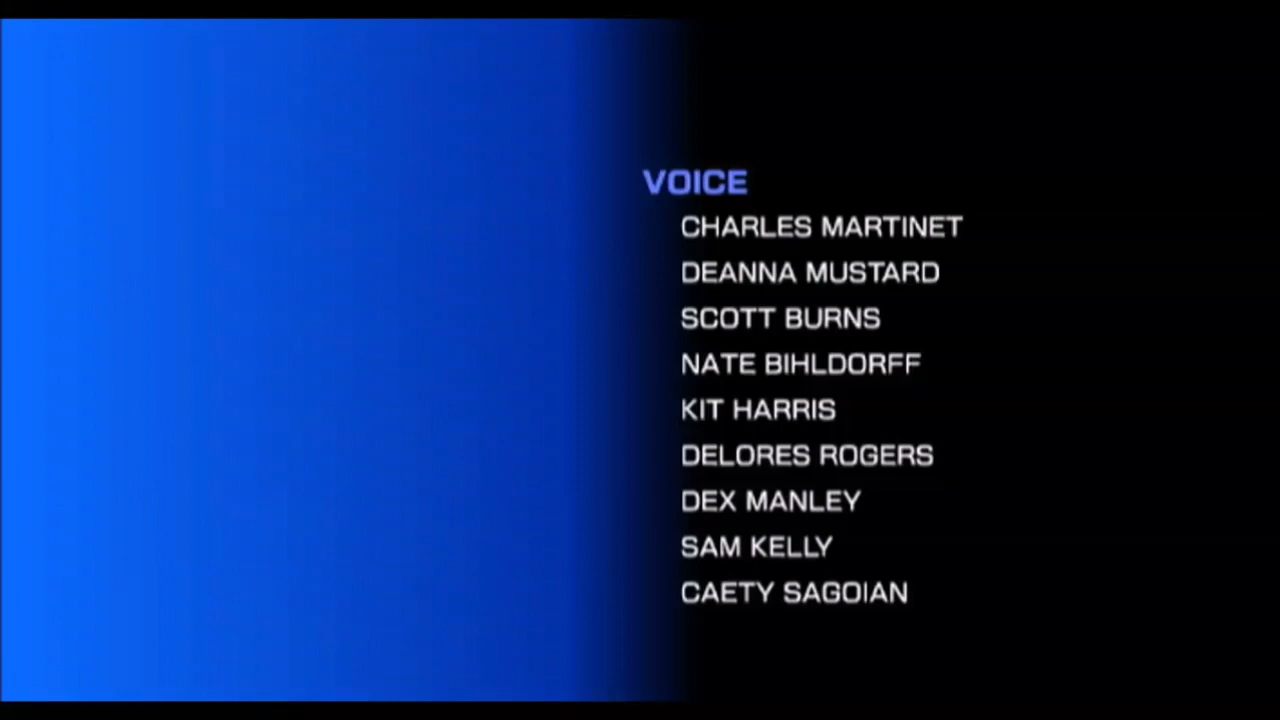 VOICE
CHARLES MARTINET
DEANNA MUSTARD
SCOTT BURNS
NATE BIHLDORFF
KIT HARRIS
DELORES ROGERS
DEX MANLEY
SAM KELLY
CAETY SAGOIAN